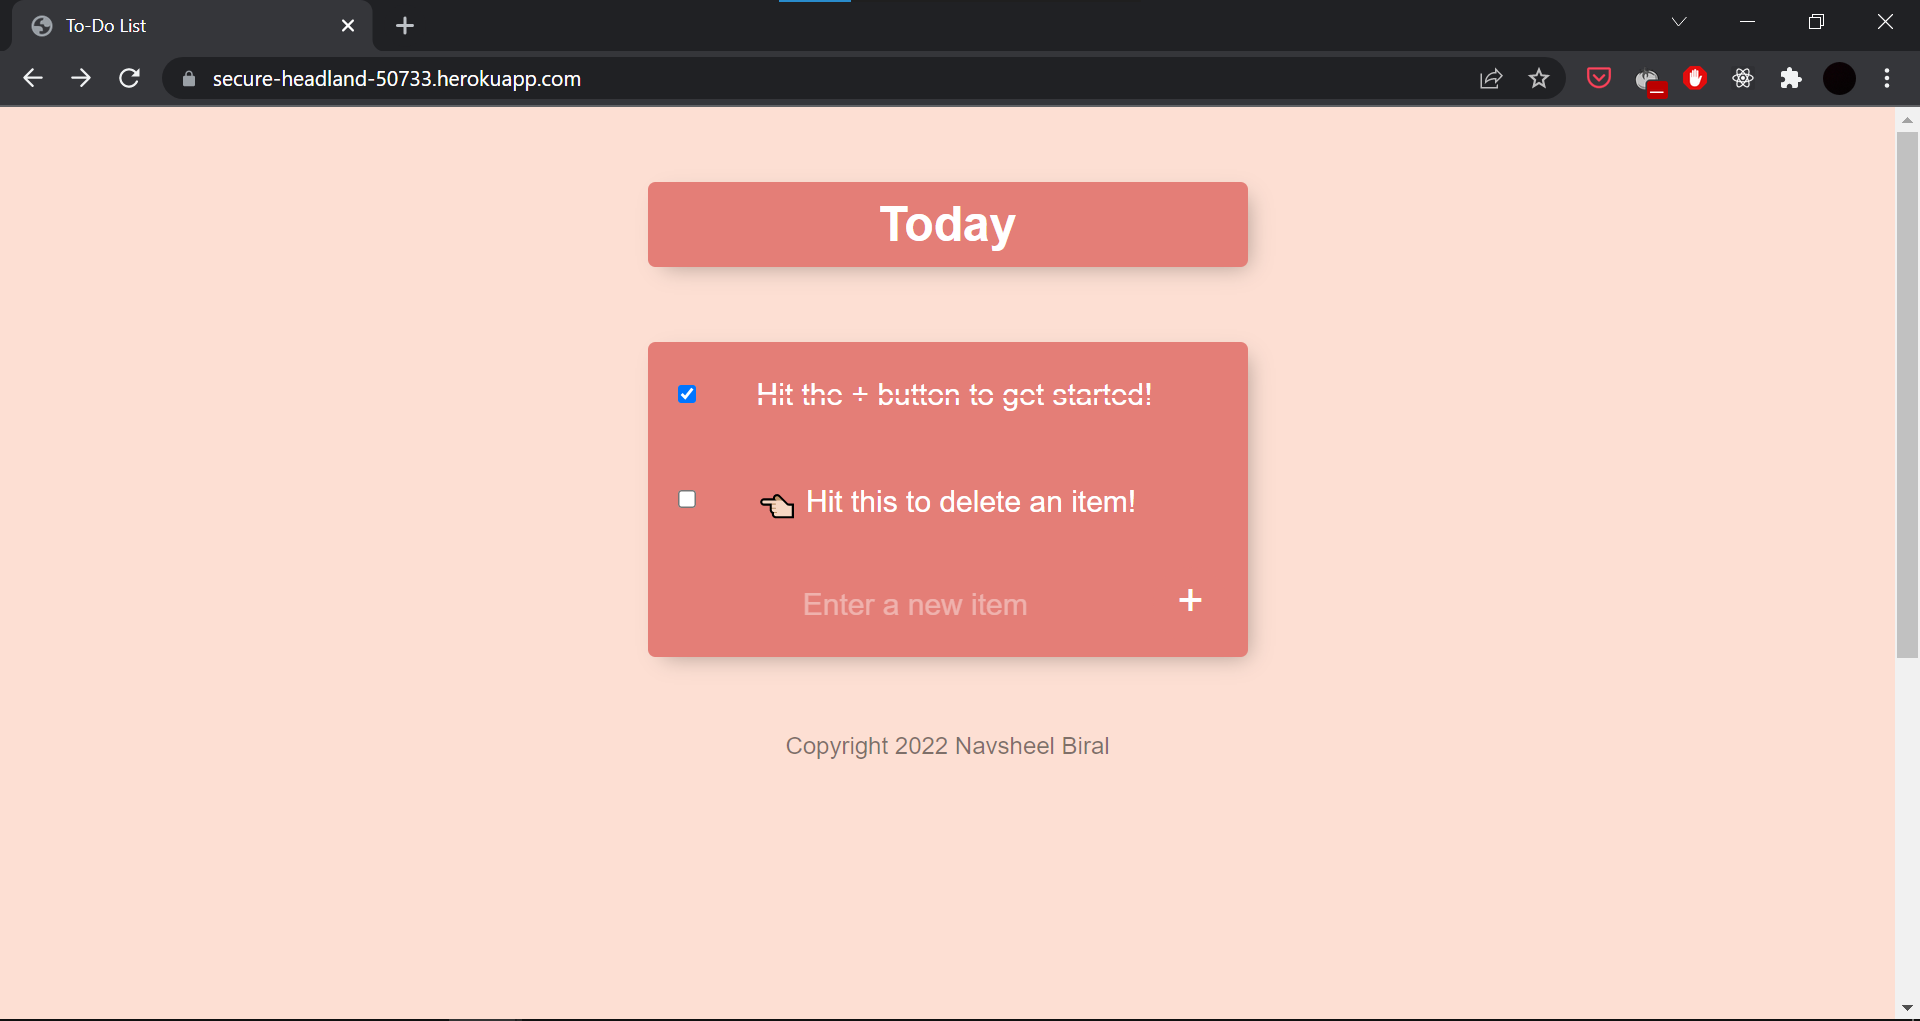 To-Do List
secure-headland-50733.herokuapp.com
Today
Hit the + button to get started!
👈🏻 Hit this to delete an item!
Enter a new item
+
Copyright 2022 Navsheel Biral